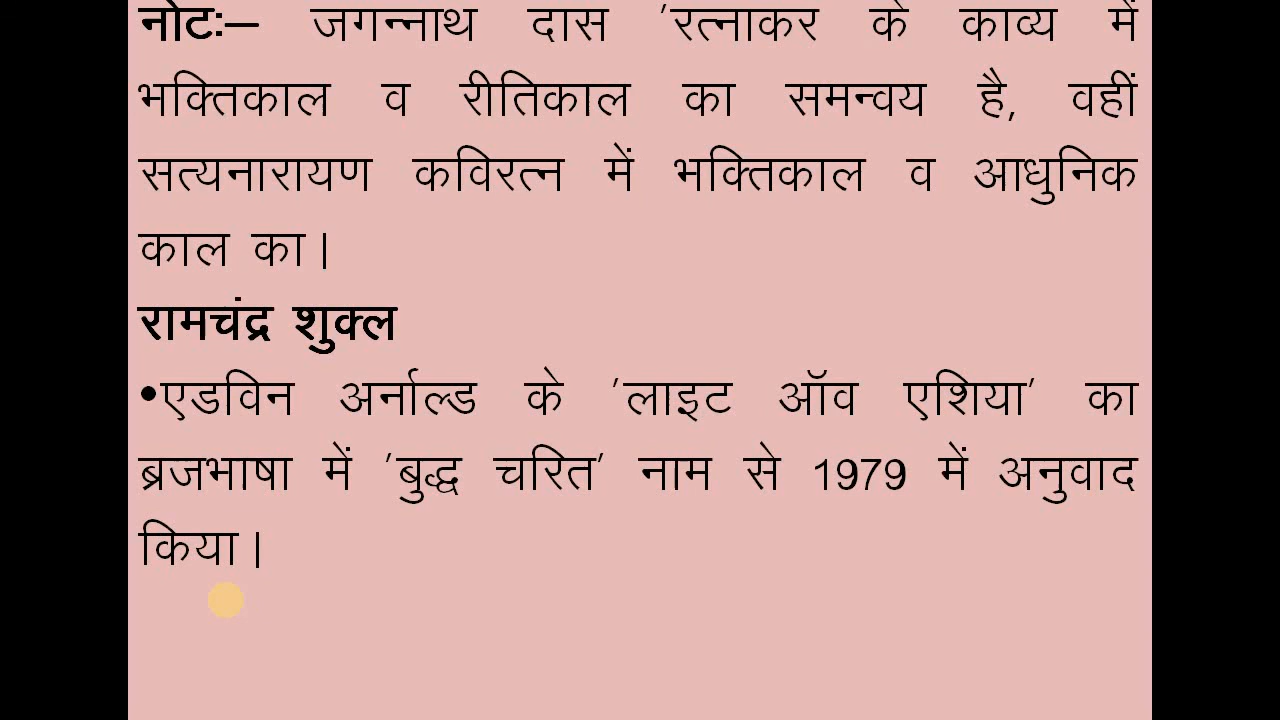 नोटः– जगन्नाथ दास 'रत्नाकर के काव्य में
भक्तिकाल व रीतिकाल का समन्वय है, वहीं
सत्यनारायण कविरत्न में भक्तिकाल व आधुनिक
काल का।
रामचंद्र शुक्ल
•एडविन अर्नाल्ड के 'लाइट ऑव एशिया' का
ब्रजभाषा में 'बुद्ध चरित' नाम से 1979 में अनुवाद
किया।